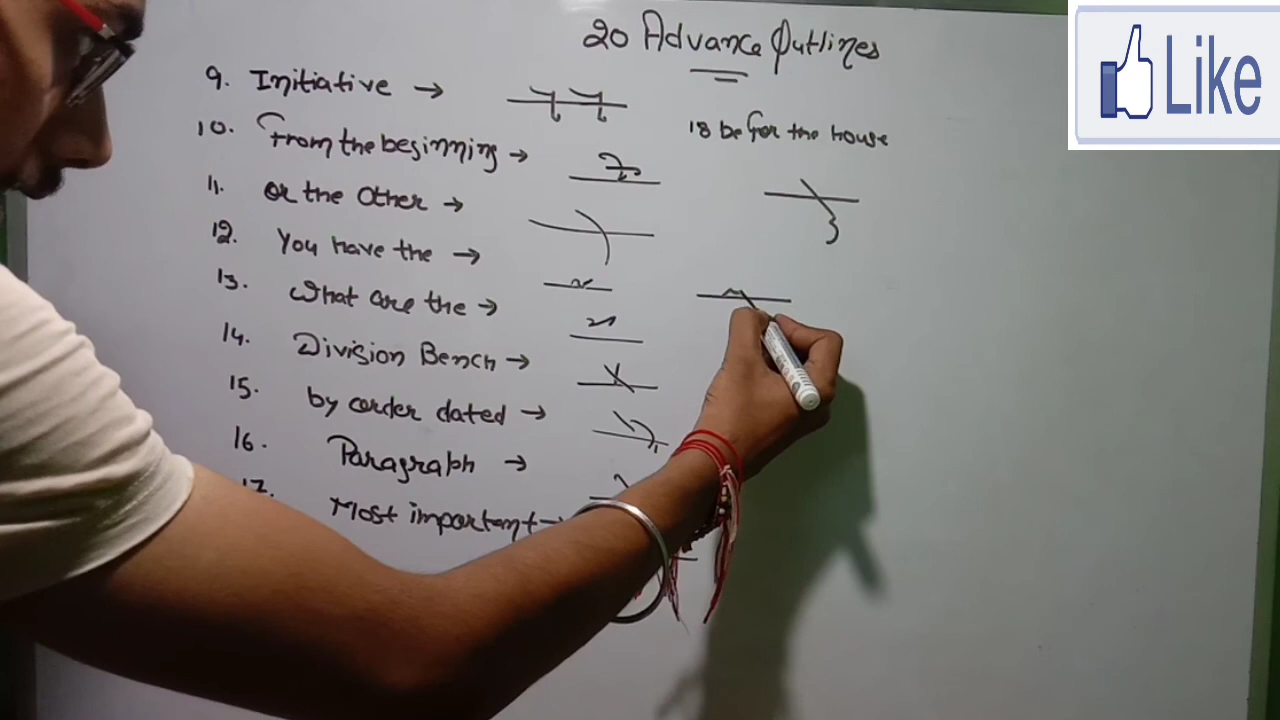 20 Advance Outlines
Like
9. Initiative →
10. From the beginning →
11. or the Other →
12. You have the →
13. What are the →
14. Division Bench →
15. by order dated →
16. Paragraph →
17. Most important →
18 be for the house